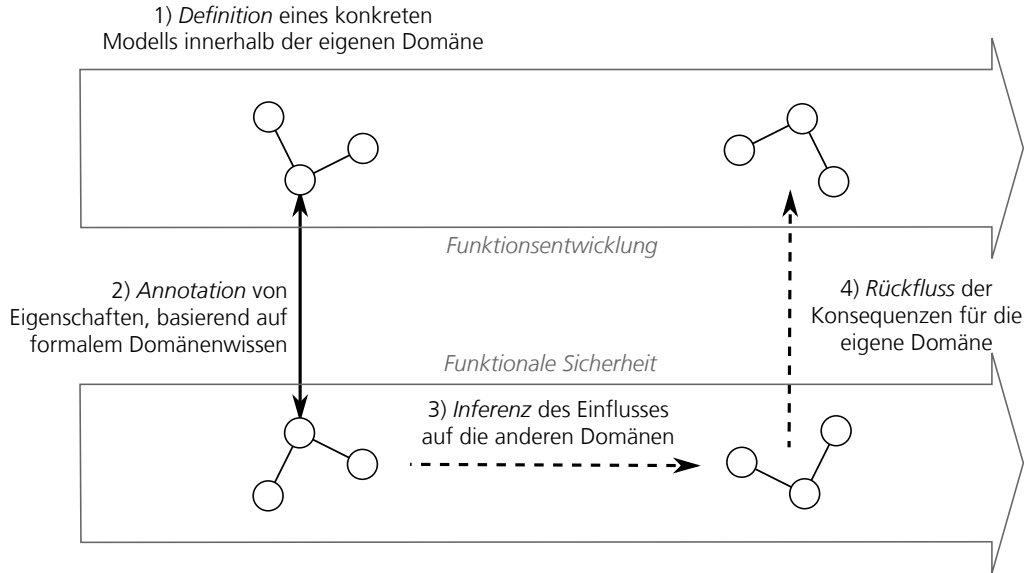 1) Definition eines konkreten
Modells innerhalb der eigenen Domäne
Funktionsentwicklung
2) Annotation von
Eigenschaften, basierend auf
formalem Domänenwissen
4) Rückfluss der
Konsequenzen für die
eigene Domäne
Funktionale Sicherheit
3) Inferenz des Einflusses
auf die anderen Domänen